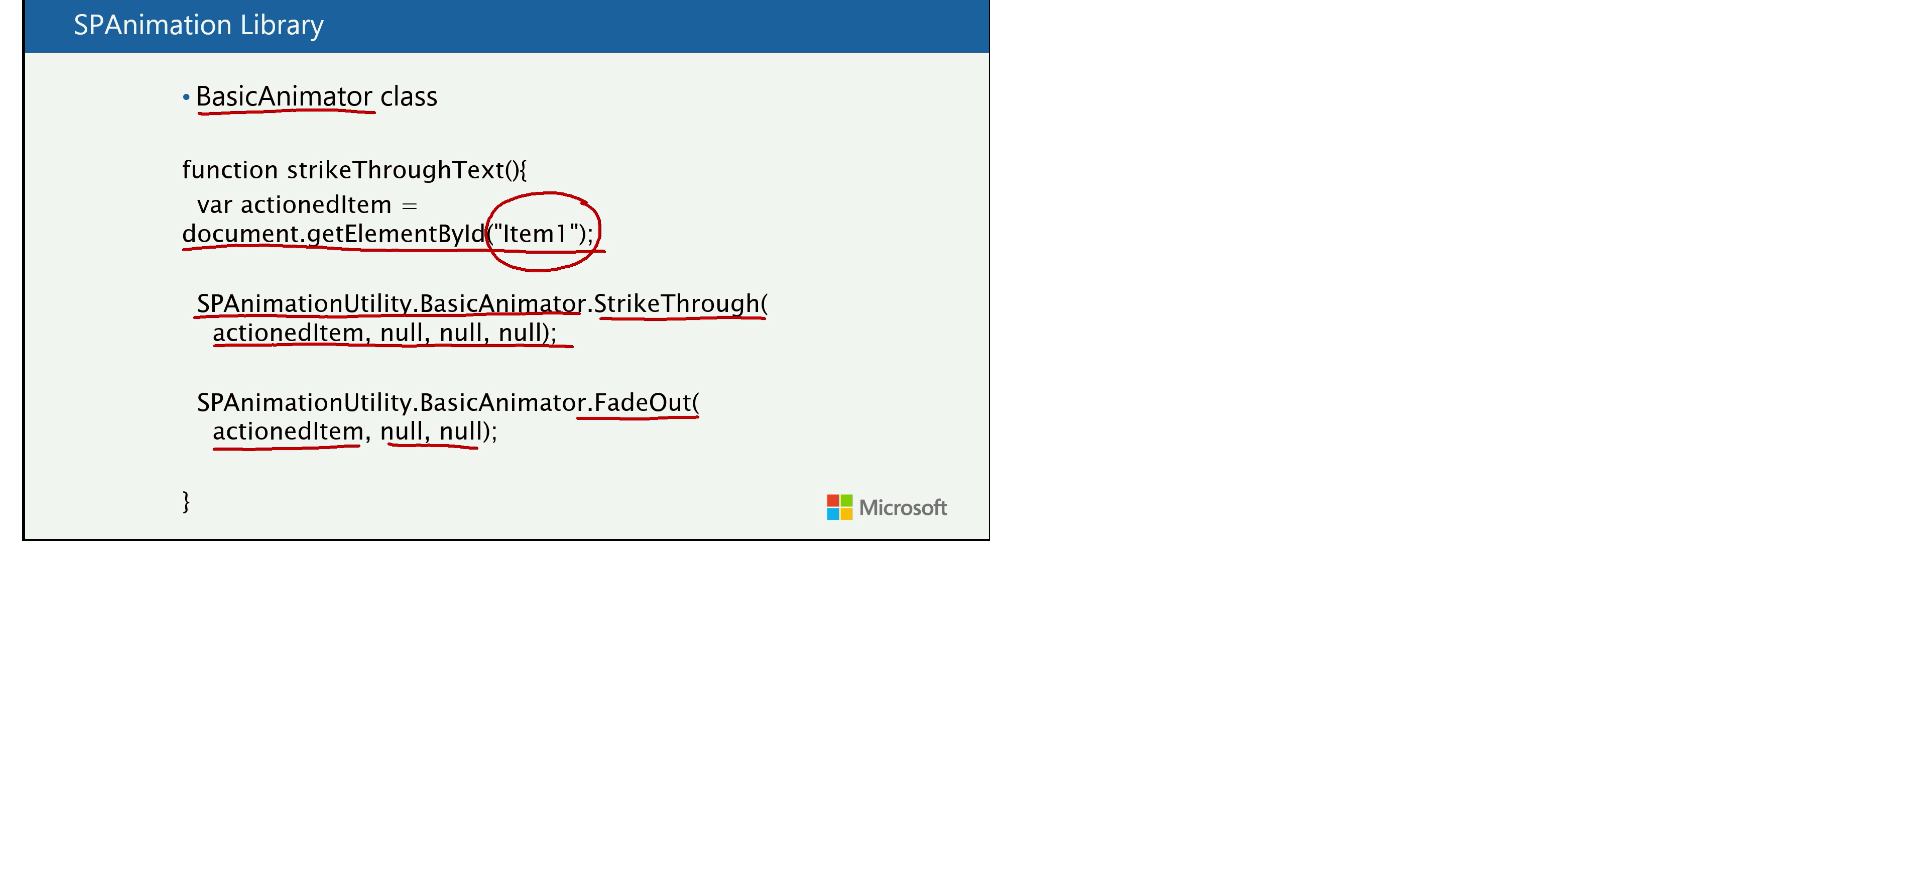 SPAnimation Library
• BasicAnimator class
function strikeThroughText(){
var actionedItem =
document.getElementById("Item1");
SPAnimationUtility.BasicAnimator.StrikeThrough(
actionedItem, null, null, null);
SPAnimationUtility.BasicAnimator.FadeOut(
actionedItem, null, null);
}
Microsoft